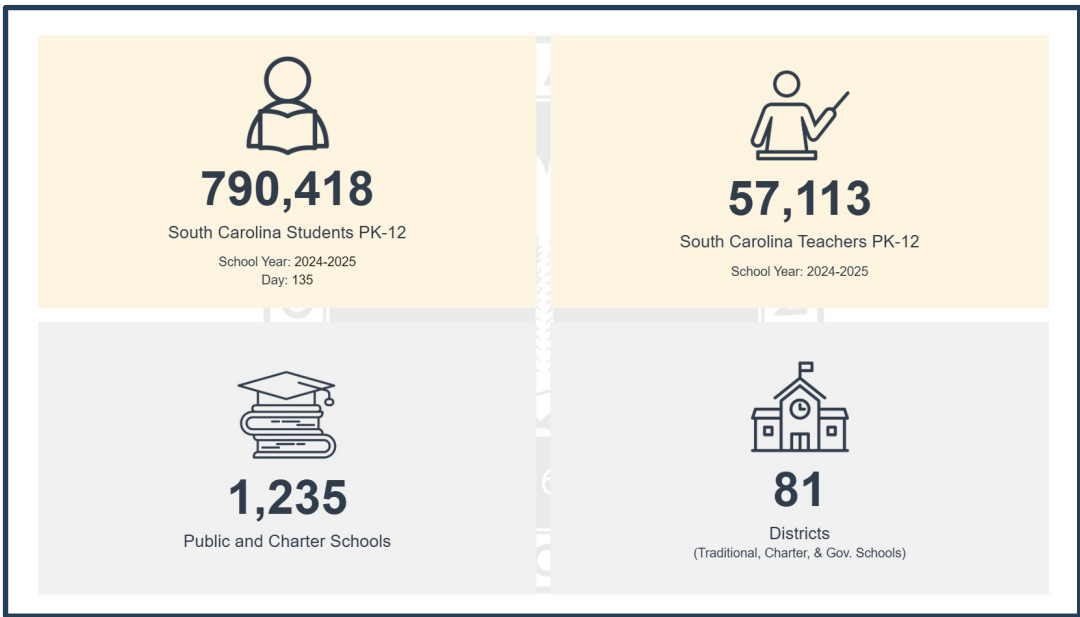 790,418
South Carolina Students PK-12
School Year: 2024-2025
Day: 135
57,113
South Carolina Teachers PK-12
School Year: 2024-2025
1,235
Public and Charter Schools
81
Districts
(Traditional, Charter, & Gov. Schools)